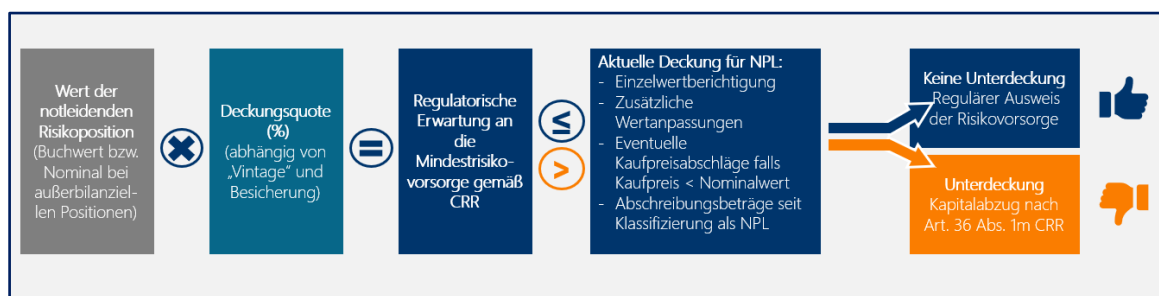 Wert der
notleidenden
Risikoposition
(Buchwert bzw.
Nominal bei
außerbilanziel-
len Positionen)
Deckungsquote
(%)
(abhängig von
„Vintage“ und
Besicherung)
=
Regulatorische
Erwartung an
die
Mindestrisiko-
vorsorge gemäß
CRR
≤
>
Aktuelle Deckung für NPL:
- Einzelwertberichtigung
- Zusätzliche
Wertanpassungen
- Eventuelle
Kaufpreisabschläge falls
Kaufpreis < Nominalwert
- Abschreibungsbeträge seit
Klassifizierung als NPL
Keine Unterdeckung
Regulärer Ausweis
der Risikovorsorge
Unterdeckung
Kapitalabzug nach
Art. 36 Abs. 1m CRR